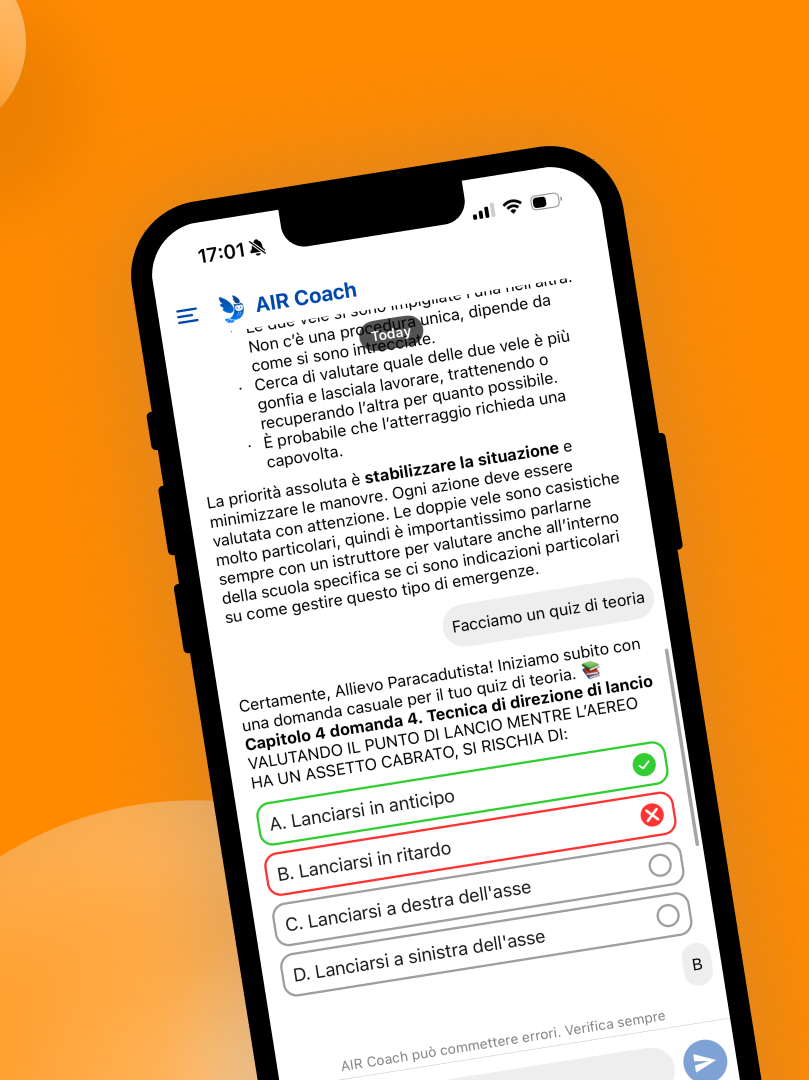 17:01
AIR Coach
Le due vele si sono impigliate l'una nell'altra.
Today
Non c'è una procedura unica, dipende da
come si sono intrecciate.
· Cerca di valutare quale delle due vele è più
gonfia e lasciala lavorare, trattenendo o
recuperando l'altra per quanto possibile.
· È probabile che l'atterraggio richieda una
capovolta.
La priorità assoluta è stabilizzare la situazione e
minimizzare le manovre. Ogni azione deve essere
valutata con attenzione. Le doppie vele sono casistiche
molto particolari, quindi è importantissimo parlarne
sempre con un istruttore per valutare anche all'interno
della scuola specifica se ci sono indicazioni particolari
su come gestire questo tipo di emergenze.
Facciamo un quiz di teoria
Certamente, Allievo Paracadutista! Iniziamo subito con
una domanda casuale per il tuo quiz di teoria. 📚
Capitolo 4 domanda 4. Tecnica di direzione di lancio
VALUTANDO IL PUNTO DI LANCIO MENTRE L'AEREO
HA UN ASSETTO CABRATO, SI RISCHIA DI:
A. Lanciarsi in anticipo
B. Lanciarsi in ritardo
C. Lanciarsi a destra dell'asse
D. Lanciarsi a sinistra dell'asse
B
AIR Coach può commettere errori. Verifica sempre